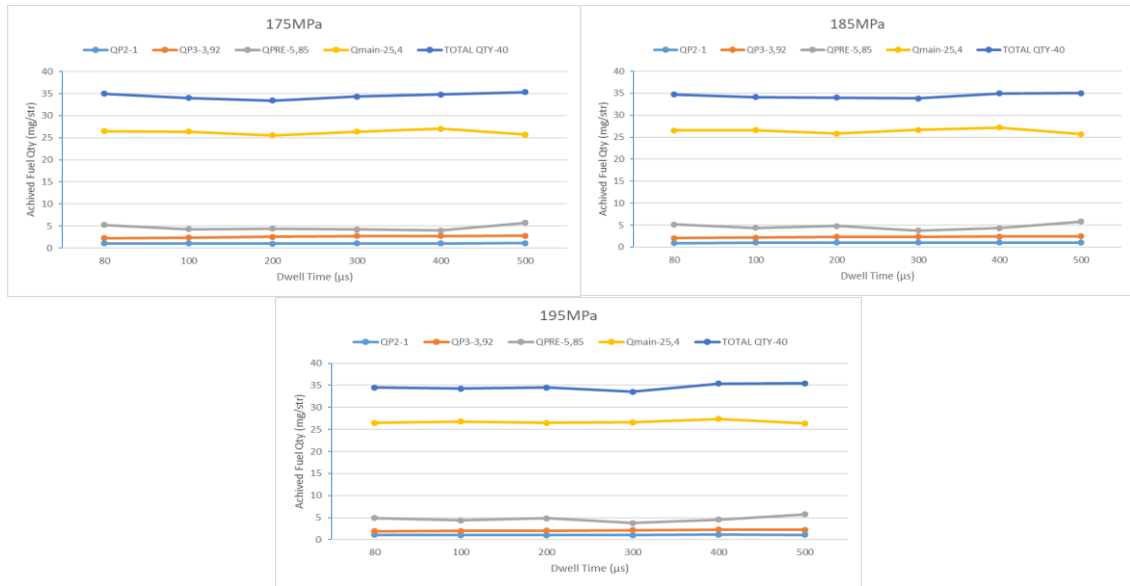 175MPa
QP2-1 QP3-3,92 QPRE-5,85 Qmain-25,4 TOTAL QTY-40
40
35
30
25
20
15
10
5
0
Achived Fuel Qty (mg/str)
80 100 200 300 400 500
Dwell Time (µs)
185MPa
QP2-1 QP3-3,92 QPRE-5,85 Qmain-25,4 TOTAL QTY-40
40
35
30
25
20
15
10
5
0
Achived Fuel Qty (mg/str)
80 100 200 300 400 500
Dwell Time (µs)
195MPa
QP2-1 QP3-3,92 QPRE-5,85 Qmain-25,4 TOTAL QTY-40
40
35
30
25
20
15
10
5
0
Achived Fuel Qty (mg/str)
80 100 200 300 400 500
Dwell Time (µs)